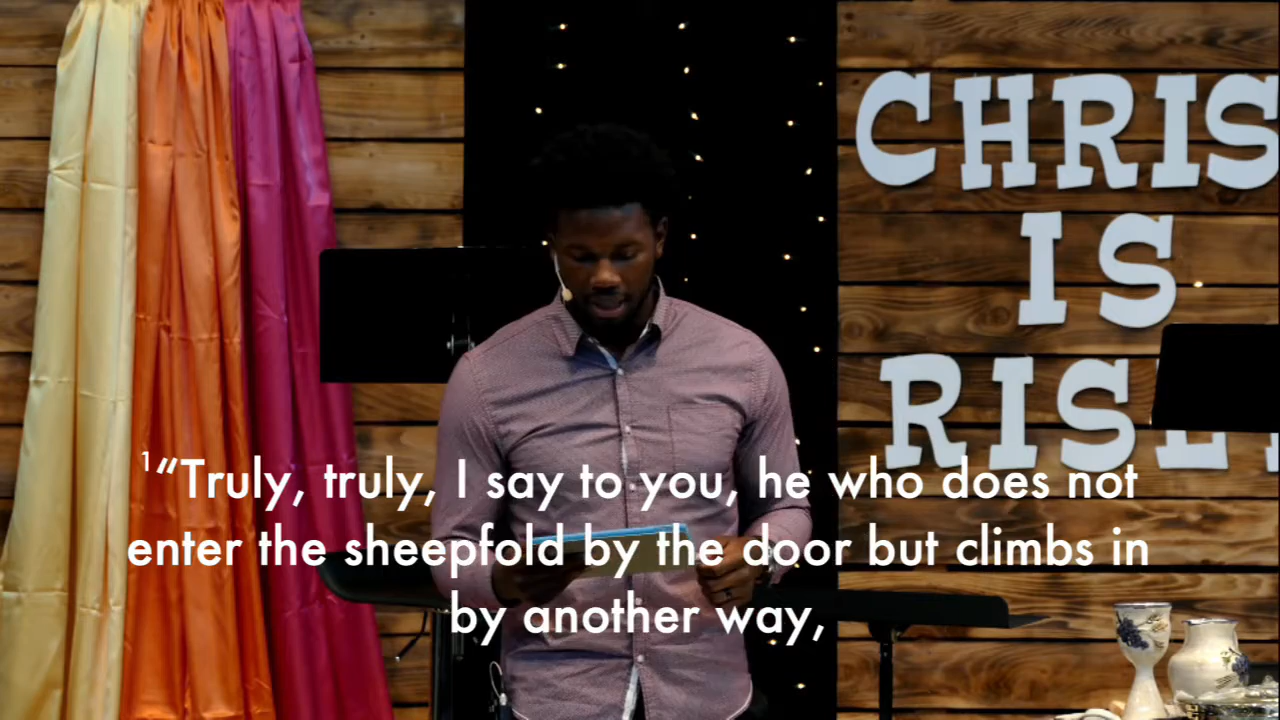 CHRIS
IS
RISE
¹“Truly, truly, I say to you, he who does not
enter the sheepfold by the door but climbs in
by another way,